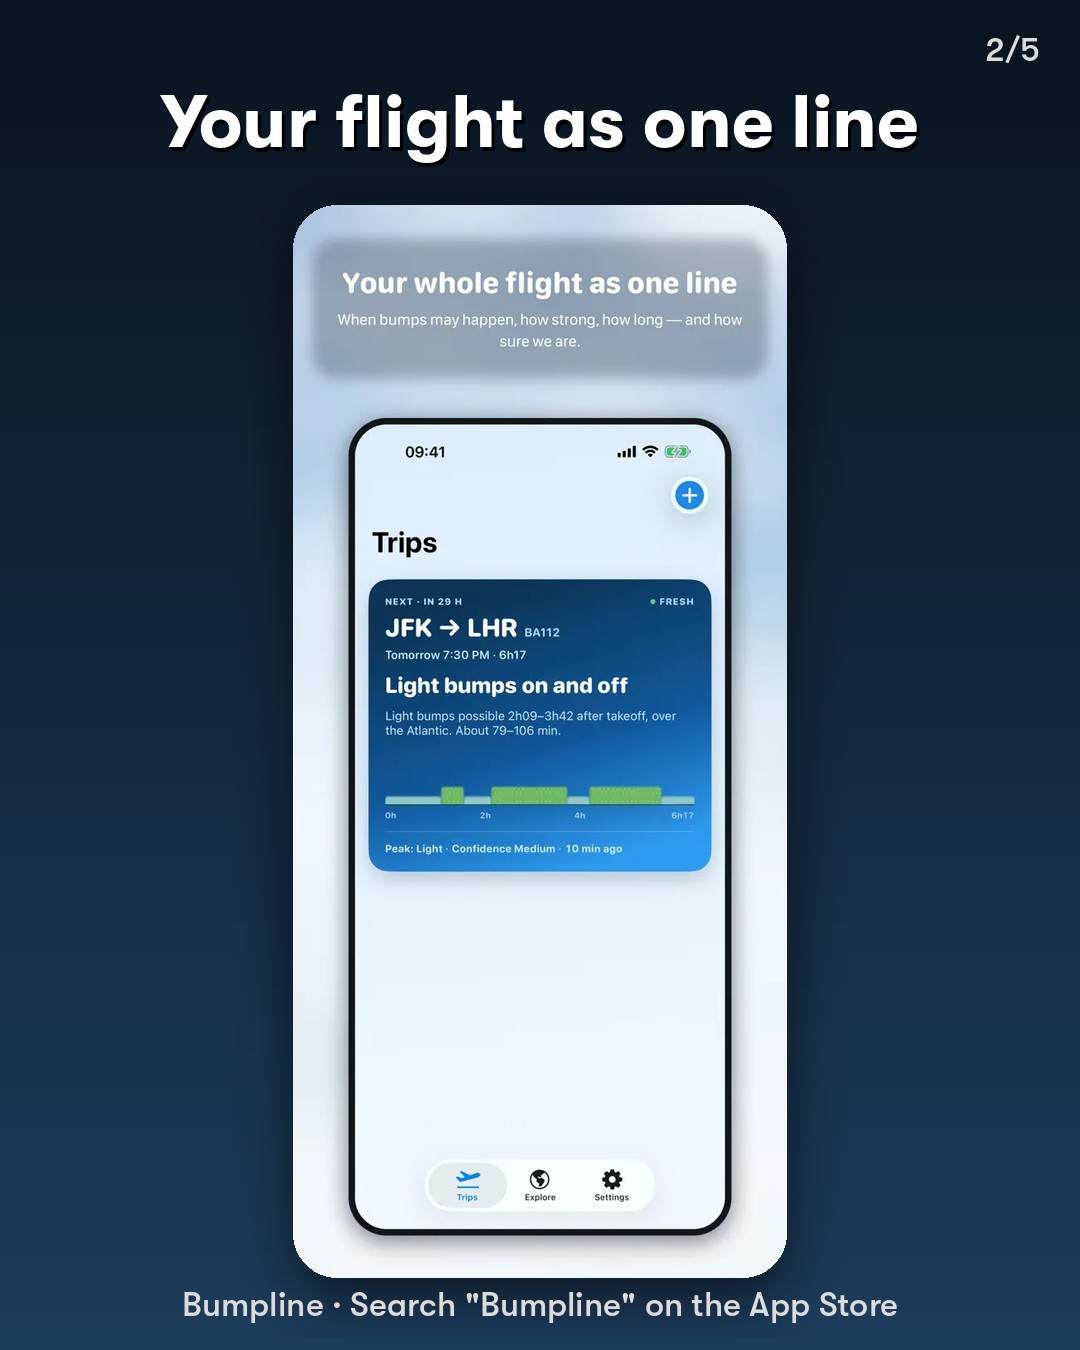 2/5
Your flight as one line
Your whole flight as one line
When bumps may happen, how strong, how long — and how
sure we are.
09:41
Trips
NEXT · IN 29 H
FRESH
JFK → LHR BA112
Tomorrow 7:30 PM · 6h17
Light bumps on and off
Light bumps possible 2h09–3h42 after takeoff, over
the Atlantic. About 79–106 min.
0h 2h 4h 6h17
Peak: Light · Confidence Medium · 10 min ago
Trips Explore Settings
Bumpline · Search "Bumpline" on the App Store